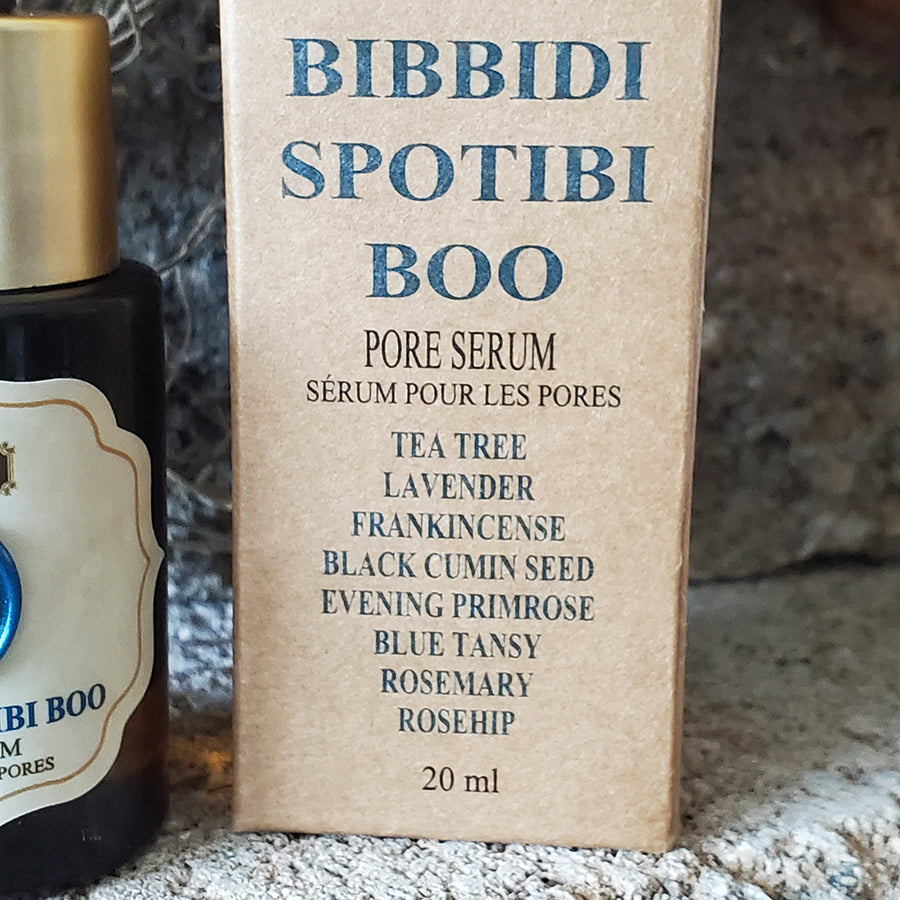 BIBBIDI
SPOTIBI
BOO
PORE SERUM
SÉRUM POUR LES PORES
TEA TREE
LAVENDER
FRANKINCENSE
BLACK CUMIN SEED
EVENING PRIMROSE
BLUE TANSY
ROSEMARY
ROSEHIP
20 ml
IBI BOO
M
PORES